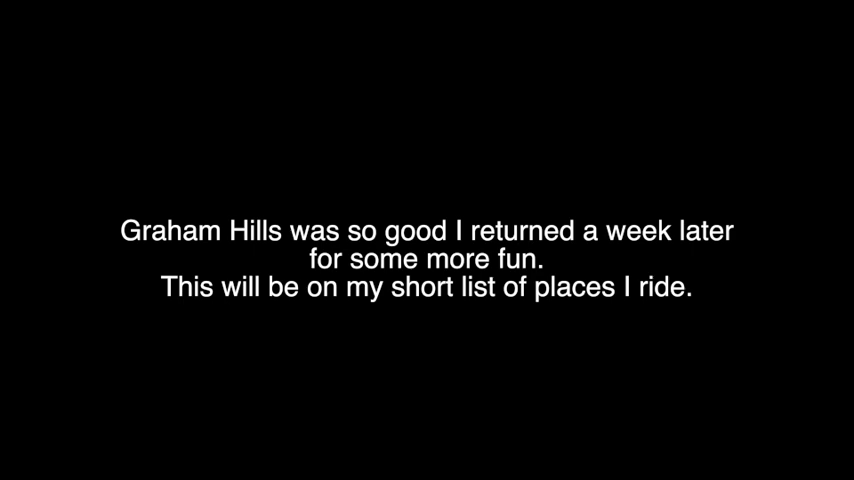 Graham Hills was so good I returned a week later
for some more fun.
This will be on my short list of places I ride.